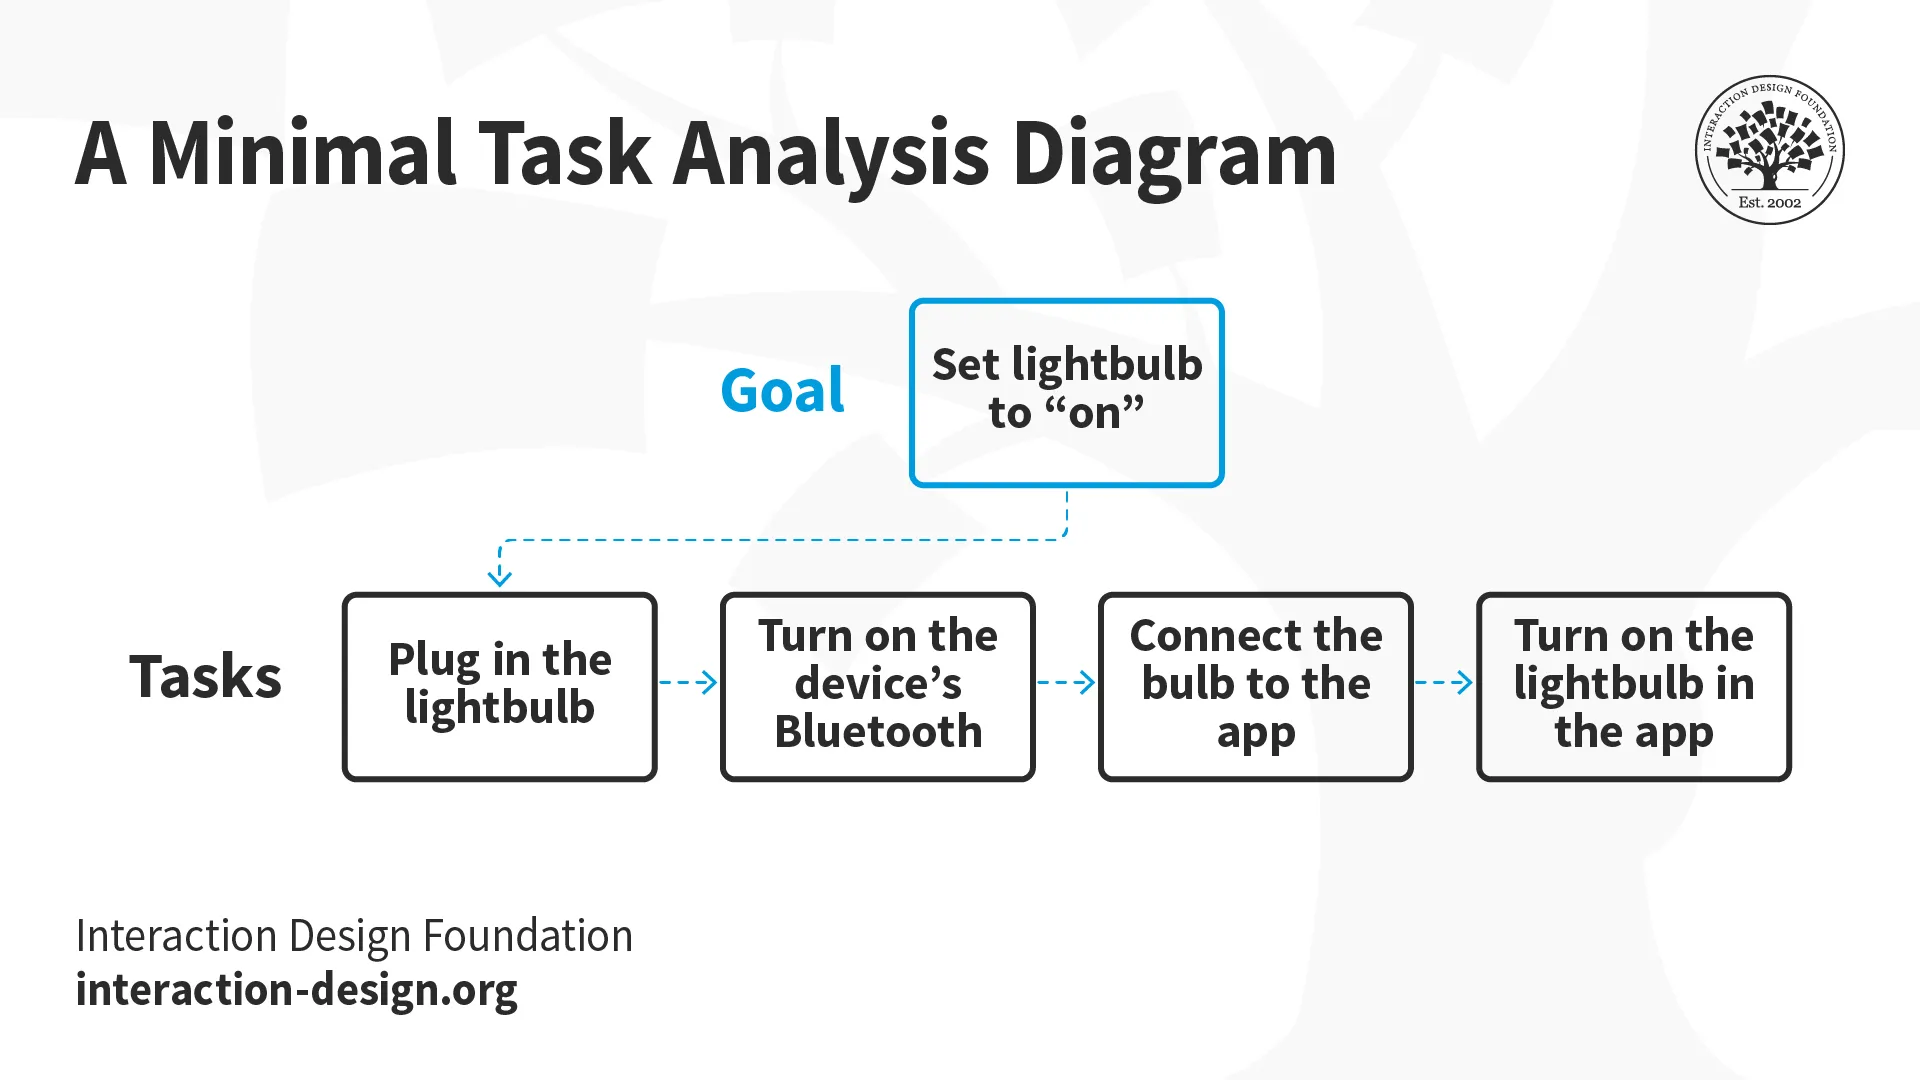 A Minimal Task Analysis Diagram
INTERACTION DESIGN FOUNDATION
Est. 2002
Goal
Set lightbulb
to “on”
Tasks
Plug in the
lightbulb
Turn on the
device’s
Bluetooth
Connect the
bulb to the
app
Turn on the
lightbulb in
the app
Interaction Design Foundation
interaction-design.org